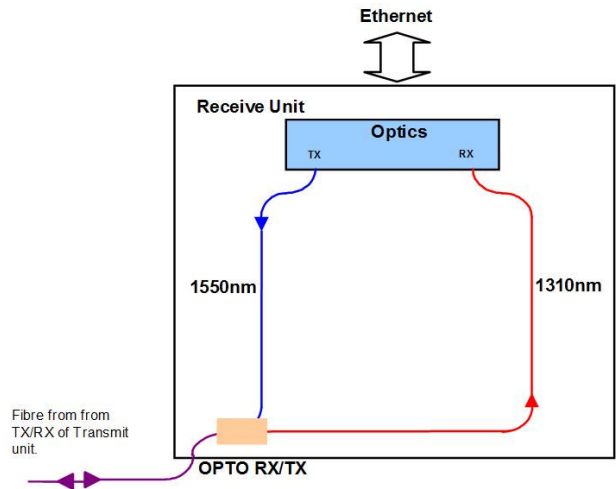 Ethernet
Receive Unit
Optics
TX
RX
1550nm
1310nm
Fibre from from
TX/RX of Transmit
unit.
OPTO RX/TX